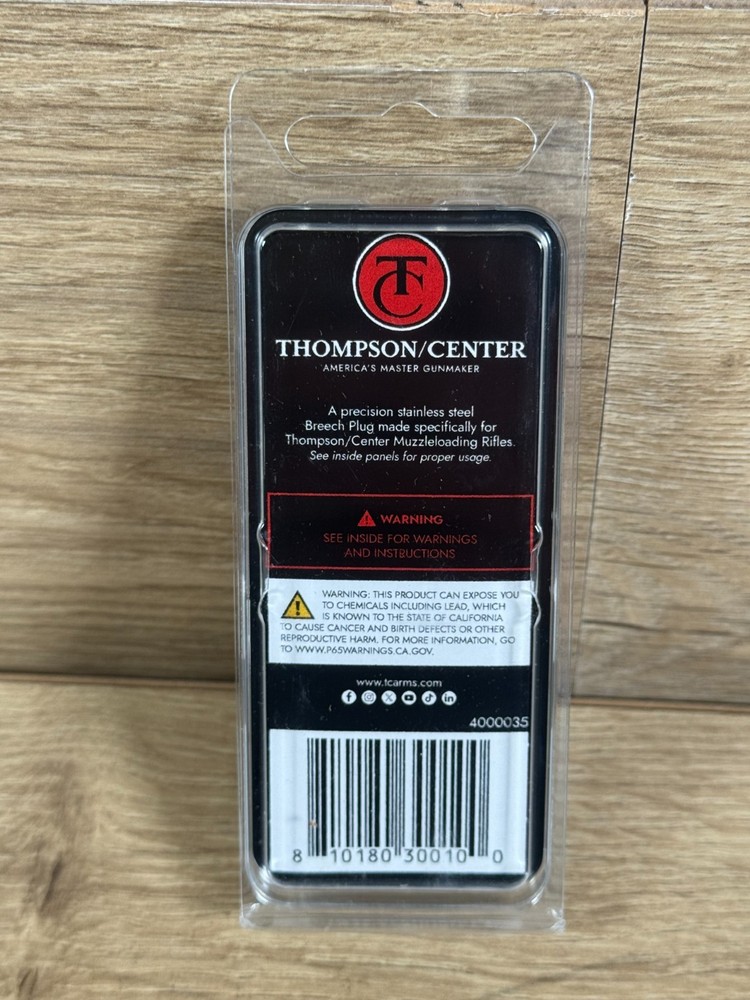 TC
THOMPSON/CENTER
AMERICA'S MASTER GUNMAKER
A precision stainless steel
Breech Plug made specifically for
Thompson/Center Muzzleloading Rifles.
See inside panels for proper usage.
WARNING
SEE INSIDE FOR WARNINGS
AND INSTRUCTIONS
WARNING: THIS PRODUCT CAN EXPOSE YOU
TO CHEMICALS INCLUDING LEAD, WHICH
IS KNOWN TO THE STATE OF CALIFORNIA
TO CAUSE CANCER AND BIRTH DEFECTS OR OTHER
REPRODUCTIVE HARM. FOR MORE INFORMATION, GO
TO WWW.P65WARNINGS.CA.GOV.
www.tcarms.com
4000035
8 10180 30010 0